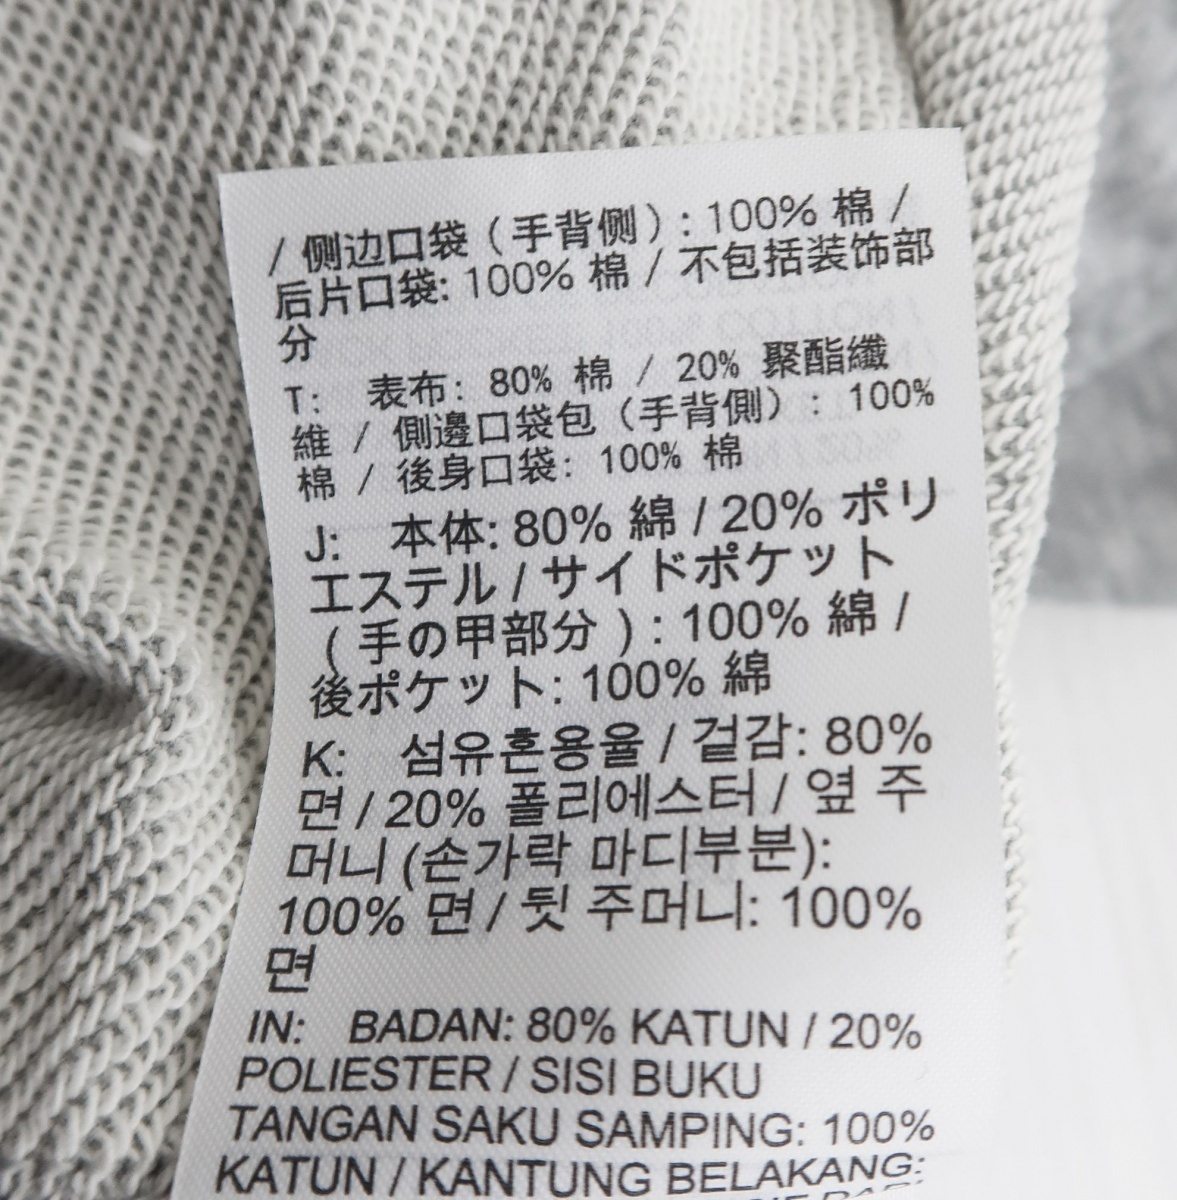 / 侧边口袋（手背侧）: 100% 棉 /
后片口袋: 100% 棉 / 不包括装饰部
分
T: 表布: 80% 棉 / 20% 聚酯纖
維 / 側邊口袋包（手背側）: 100%
棉 / 後身口袋: 100% 棉
J: 本体: 80% 綿 / 20% ポリ
エステル / サイドポケット
( 手の甲部分 ) : 100% 綿 /
後ポケット: 100% 綿
K: 섬유혼용율 / 겉감: 80%
면 / 20% 폴리에스터 / 옆 주
머니 (손가락 마디부분):
100% 면 / 뒷 주머니: 100%
면
IN: BADAN: 80% KATUN / 20%
POLIESTER / SISI BUKU
TANGAN SAKU SAMPING: 100%
KATUN / KANTUNG BELAKANG: